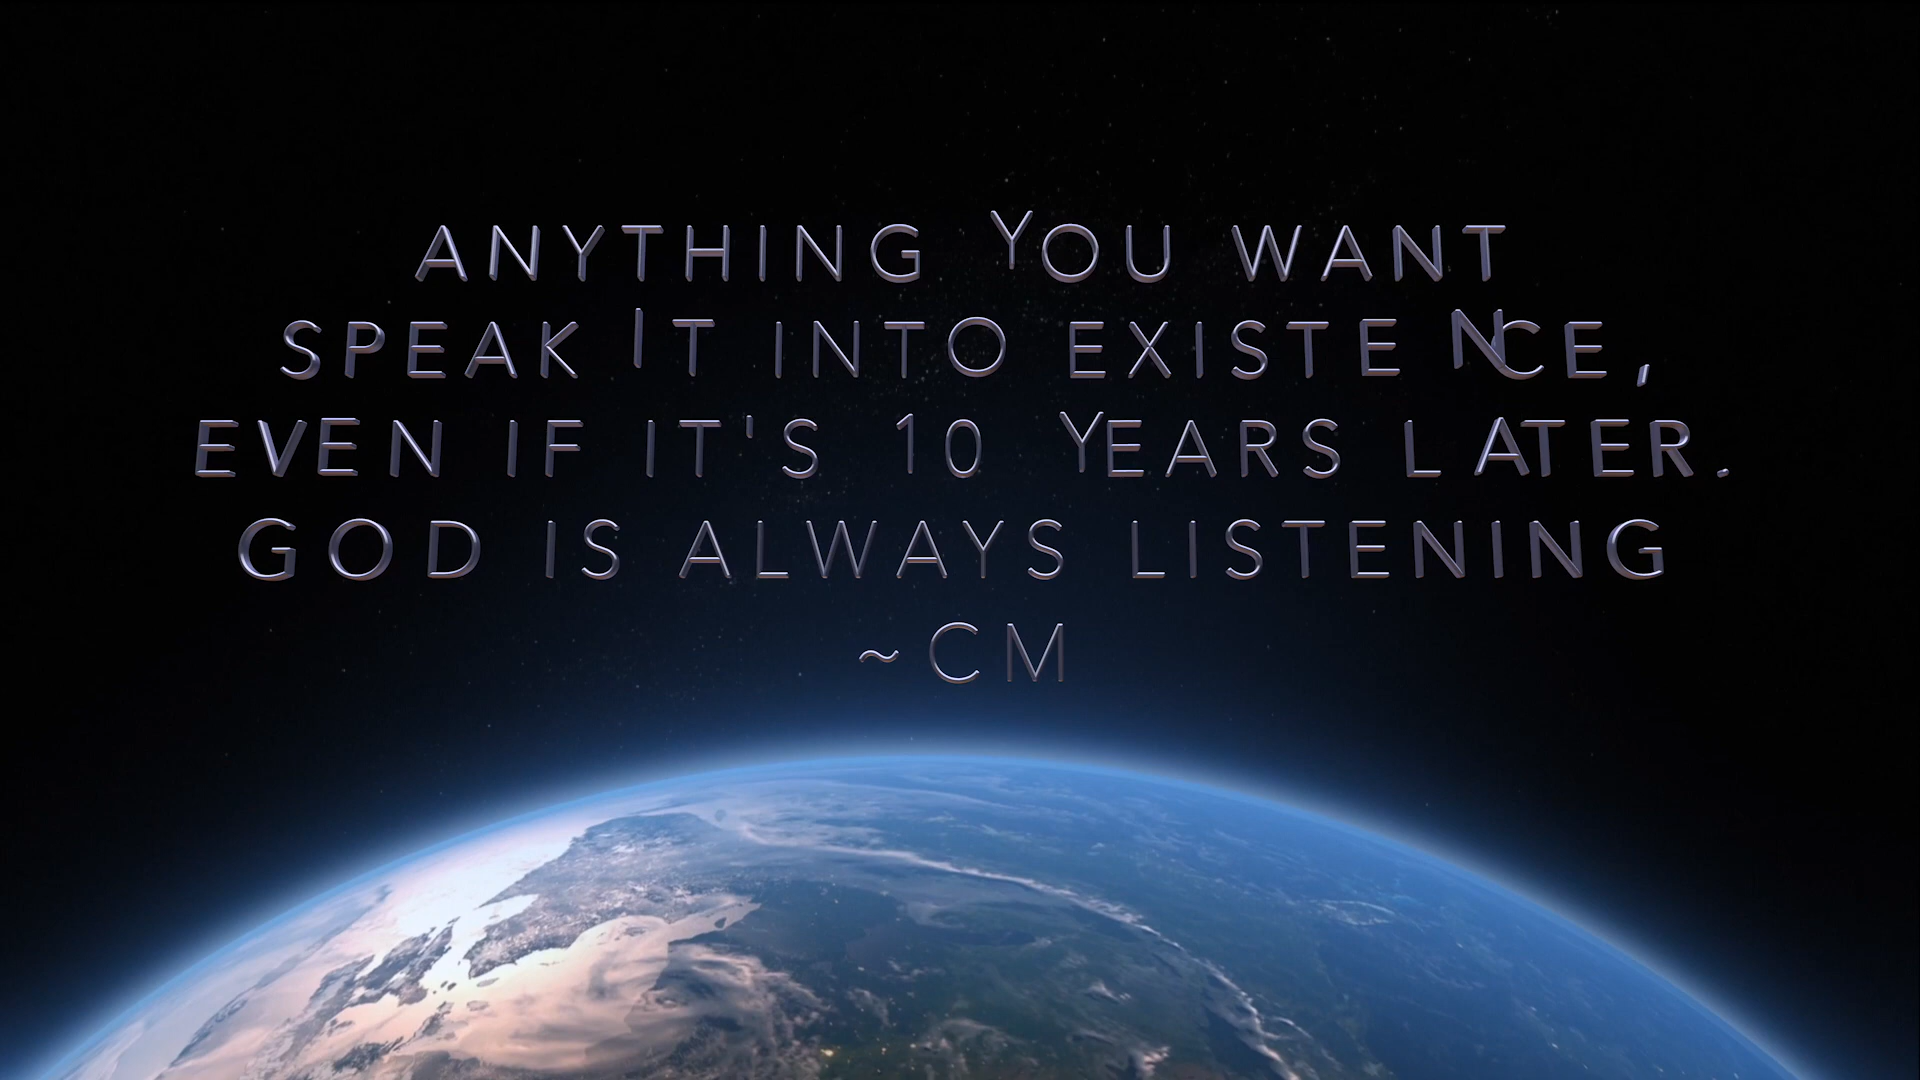 ANYTHING YOU WANT
SPEAK IT INTO EXISTENCE,
EVEN IF IT'S 10 YEARS LATER.
GOD IS ALWAYS LISTENING
~CM